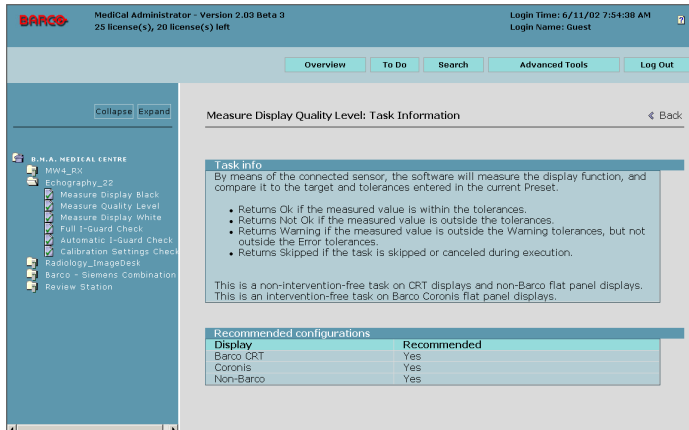 BARCO
MediCal Administrator - Version 2.03 Beta 3
25 license(s), 20 license(s) left
Login Time: 6/11/02 7:54:38 AM
Login Name: Guest
?
Overview To Do Search Advanced Tools Log Out
Collapse Expand
Measure Display Quality Level: Task Information
« Back
B.M.A. MEDICAL CENTRE
MW4_RX
Echography_22
Measure Display Black
Measure Quality Level
Measure Display White
Full I-Guard Check
Automatic I-Guard Check
Calibration Settings Check
Radiology_ImageDesk
Barco - Siemens Combination
Review Station
Task info
By means of the connected sensor, the software will measure the display function, and
compare it to the target and tolerances entered in the current Preset.
• Returns Ok if the measured value is within the tolerances.
• Returns Not Ok if the measured value is outside the tolerances.
• Returns Warning if the measured value is outside the Warning tolerances, but not
outside the Error tolerances.
• Returns Skipped if the task is skipped or canceled during execution.
This is a non-intervention-free task on CRT displays and non-Barco flat panel displays.
This is an intervention-free task on Barco Coronis flat panel displays.
Recommended configurations
Display Recommended
Barco CRT Yes
Coronis Yes
Non-Barco Yes